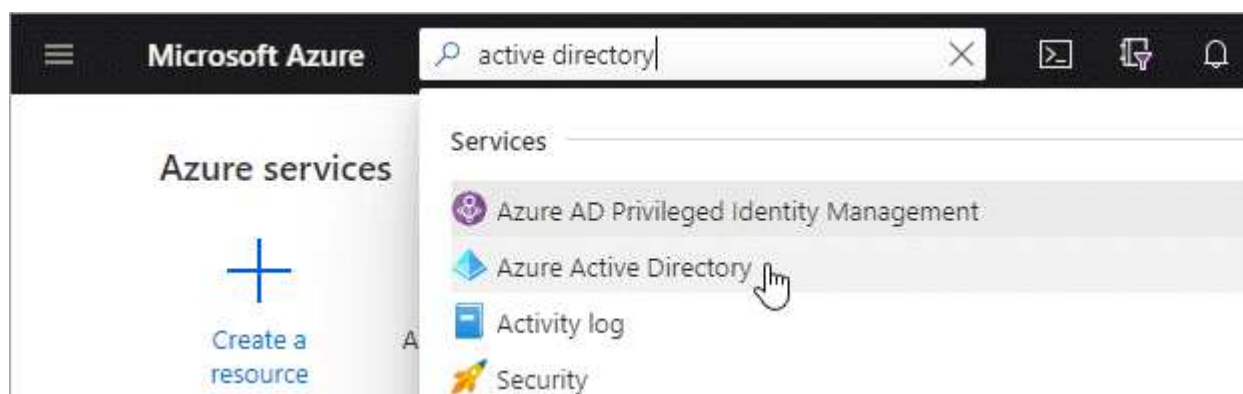 Microsoft Azure
active directory
Azure services
Services
Azure AD Privileged Identity Management
Azure Active Directory
Activity log
Security
Create a
resource
A